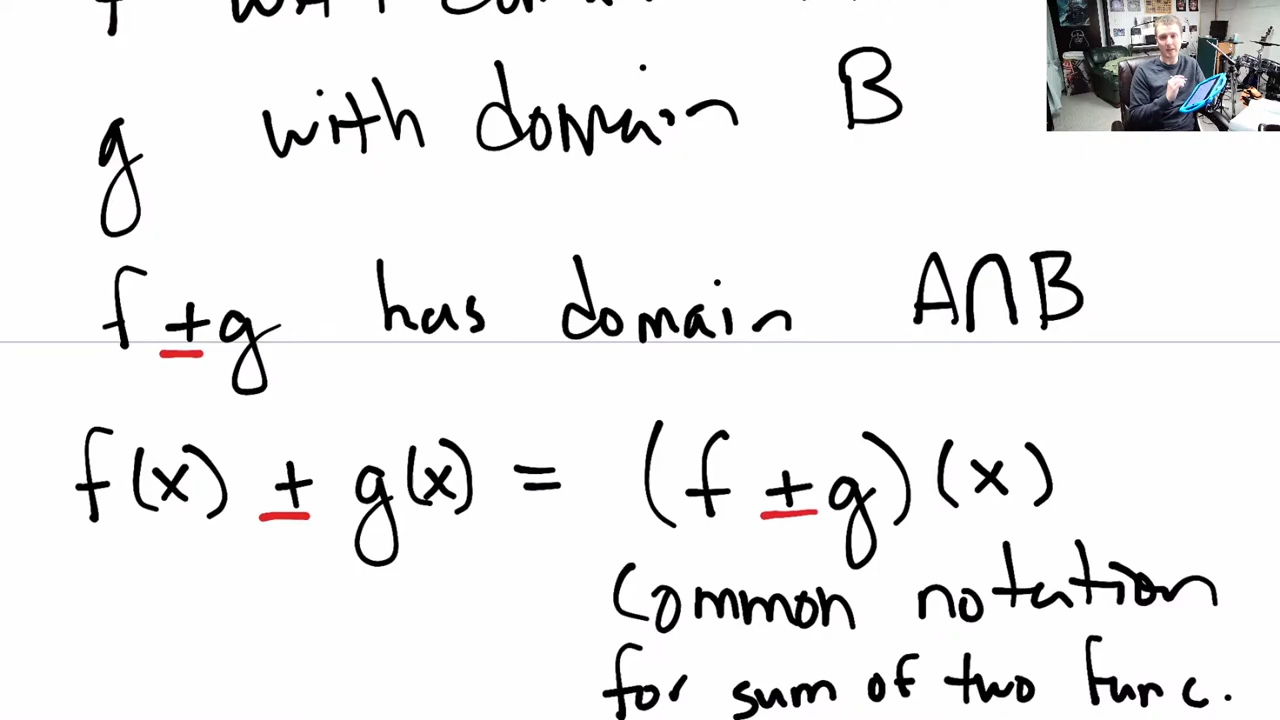 g with domain B
f ± g has domain A∩B
f(x) ± g(x) = (f ± g)(x)
Common notation
for sum of two func.